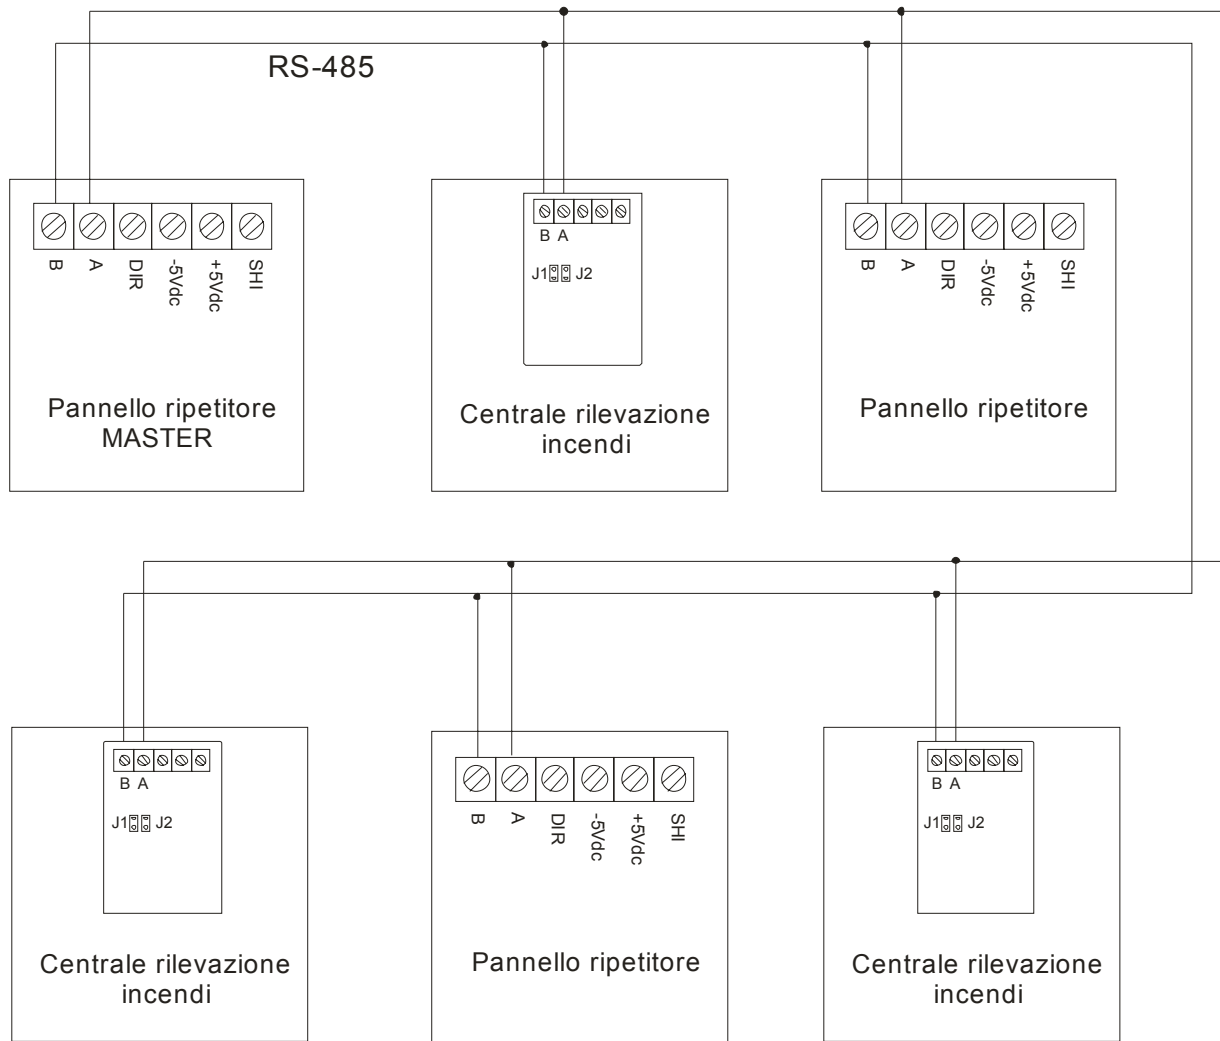 RS-485
B A DIR -5Vdc +5Vdc SHI
Pannello ripetitore
MASTER
B A
J1 J2
Centrale rilevazione
incendi
B A DIR -5Vdc +5Vdc SHI
Pannello ripetitore
B A
J1 J2
Centrale rilevazione
incendi
B A DIR -5Vdc +5Vdc SHI
Pannello ripetitore
B A
J1 J2
Centrale rilevazione
incendi